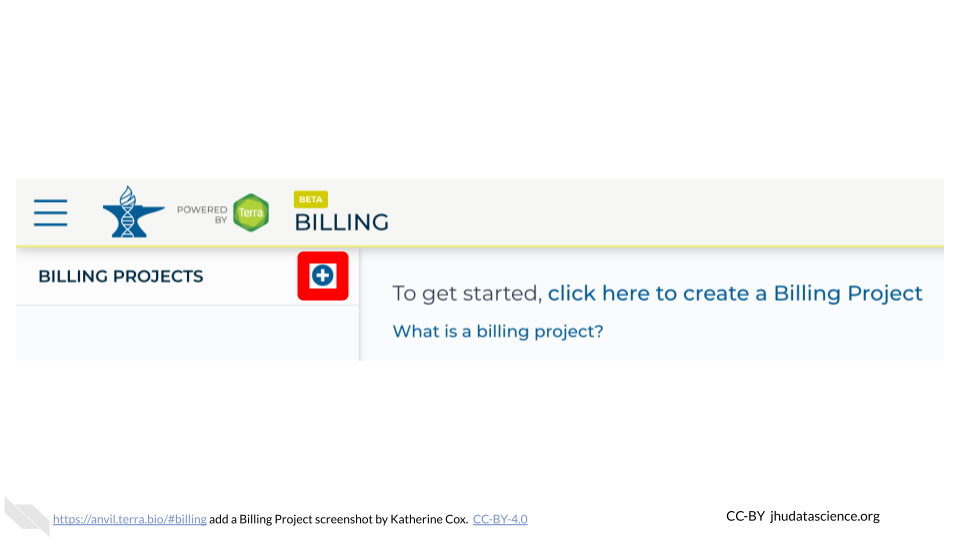 POWERED
BY
Terra
BETA
BILLING
BILLING PROJECTS
To get started, click here to create a Billing Project
What is a billing project?
https://anvil.terra.bio/#billing add a Billing Project screenshot by Katherine Cox. CC-BY-4.0
CC-BY jhudatascience.org